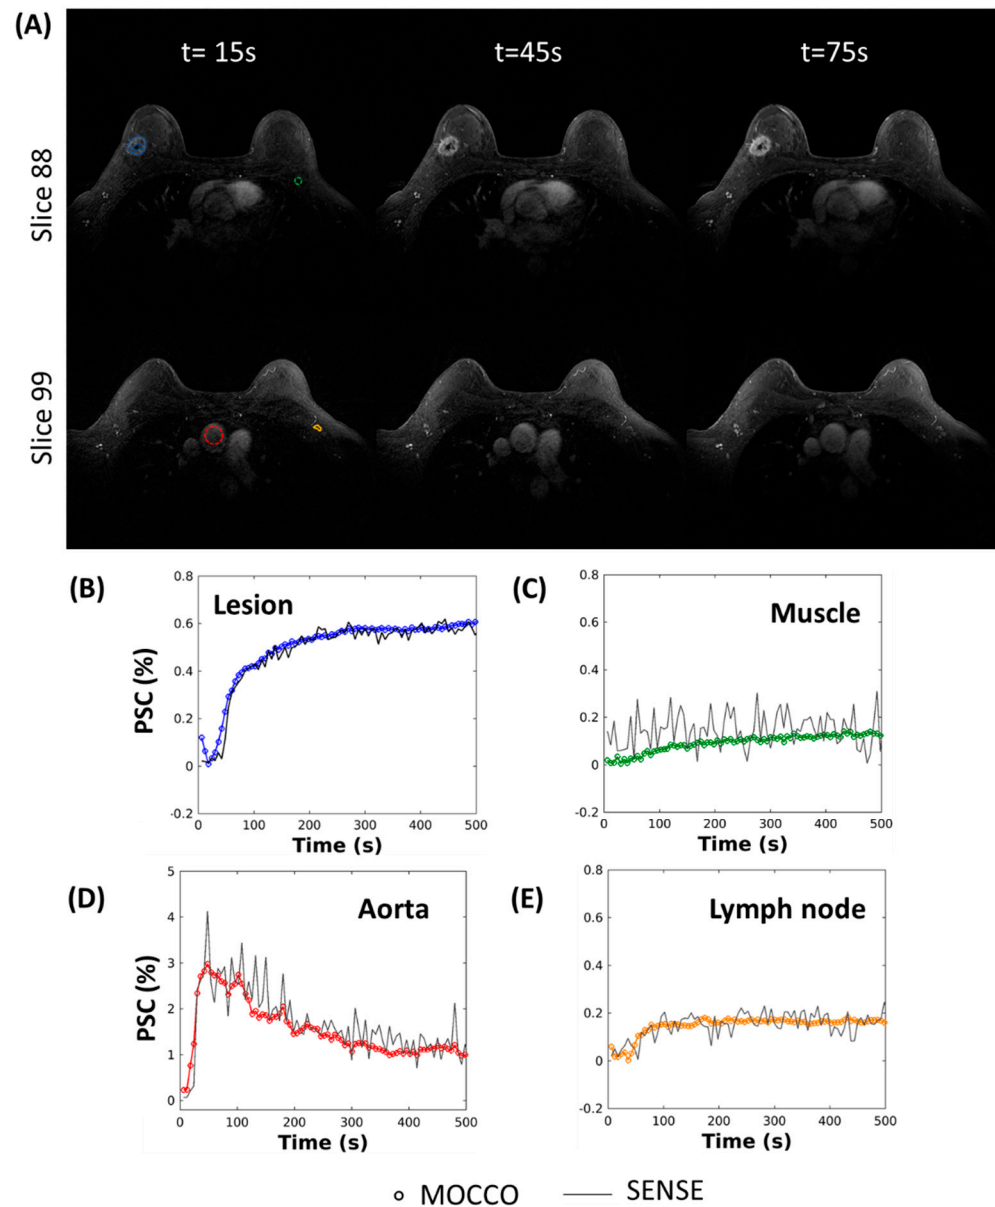 (A)
t= 15s t=45s t=75s
Slice 88
Slice 99
(B)
Lesion
PSC (%)
0.8
0.6
0.4
0.2
0
-0.2
0 100 200 300 400 500
Time (s)
(C)
Muscle
0.8
0.6
0.4
0.2
0
-0.2
0 100 200 300 400 500
Time (s)
(D)
Aorta
PSC (%)
5
4
3
2
1
0
0 100 200 300 400 500
Time (s)
(E)
Lymph node
0.8
0.6
0.4
0.2
0
-0.2
0 100 200 300 400 500
Time (s)
MOCCO SENSE